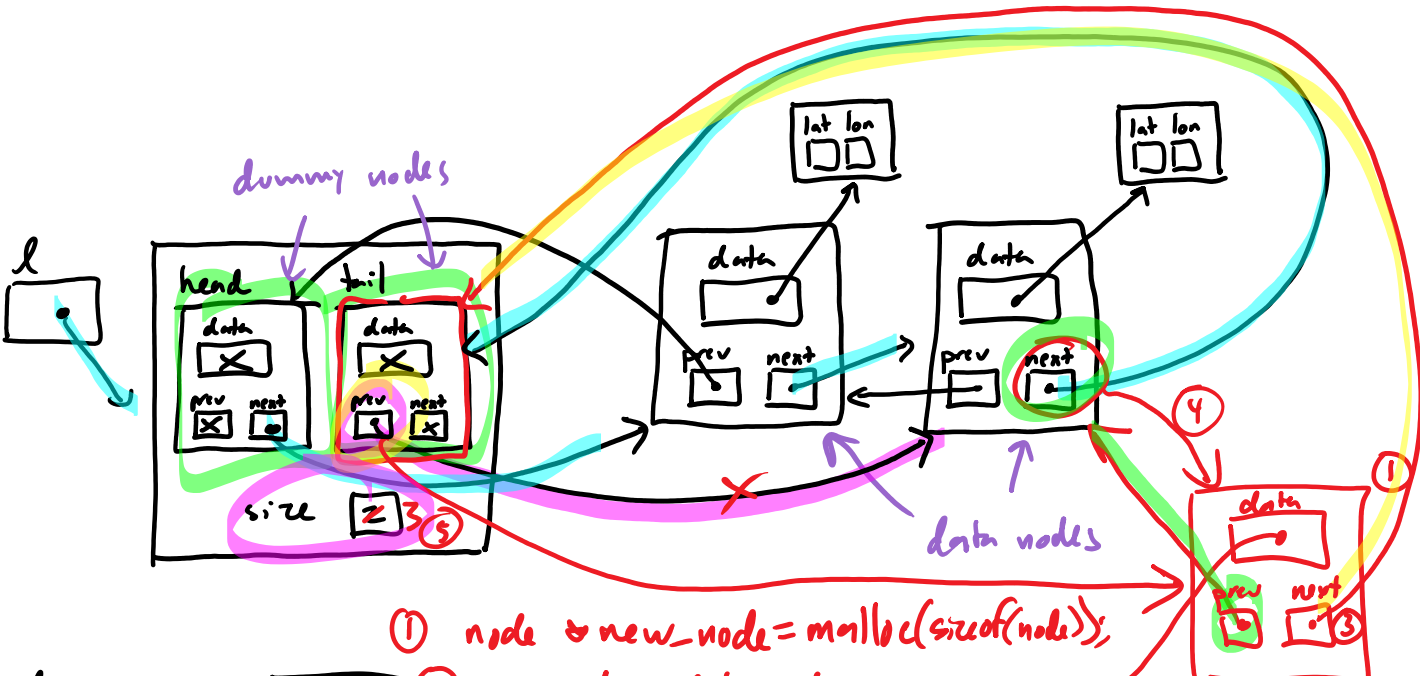 lat lon
lat lon
dummy nodes
l
head tail
data data
prev next prev next
size 2 3 5
data
prev next
data
prev next
4
1
data
prev next
3
data nodes
① node *new_node = malloc(sizeof(node));